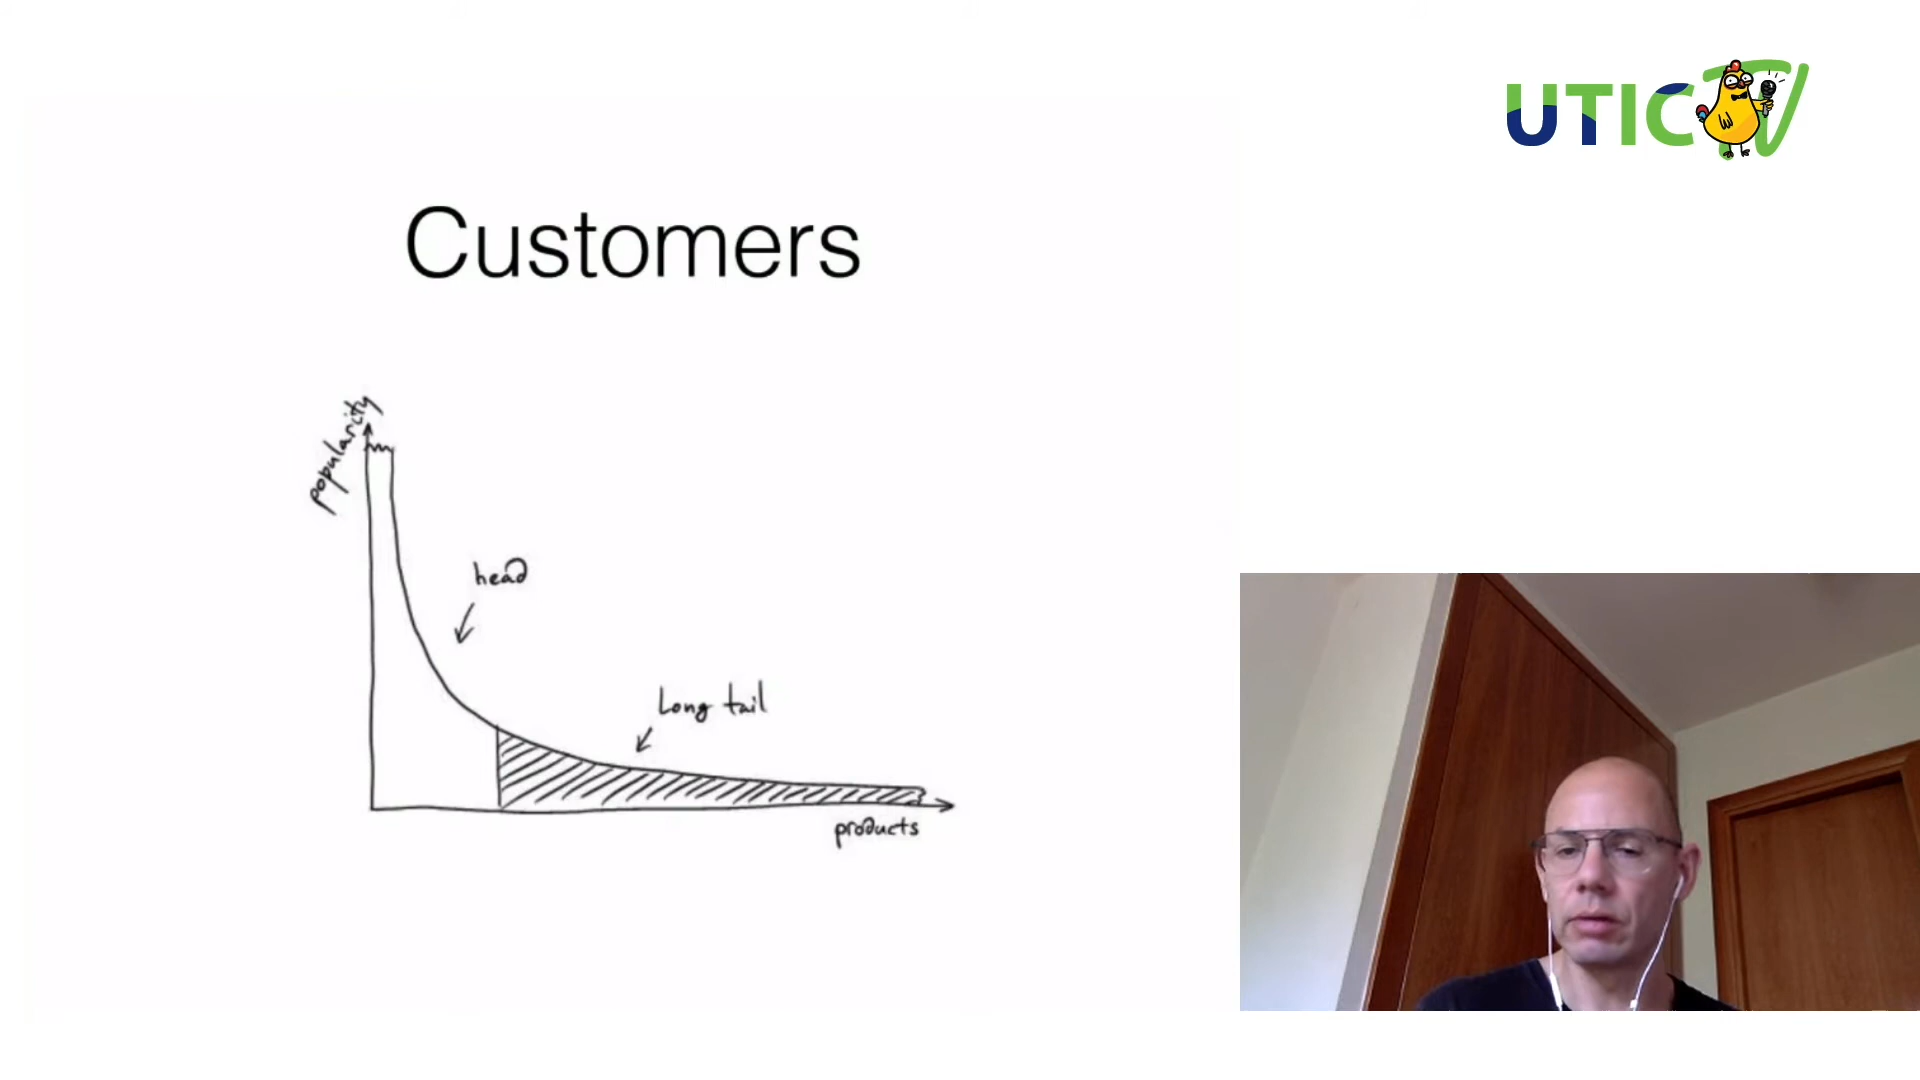 UTIC TV
Customers
popularity
head
Long tail
products